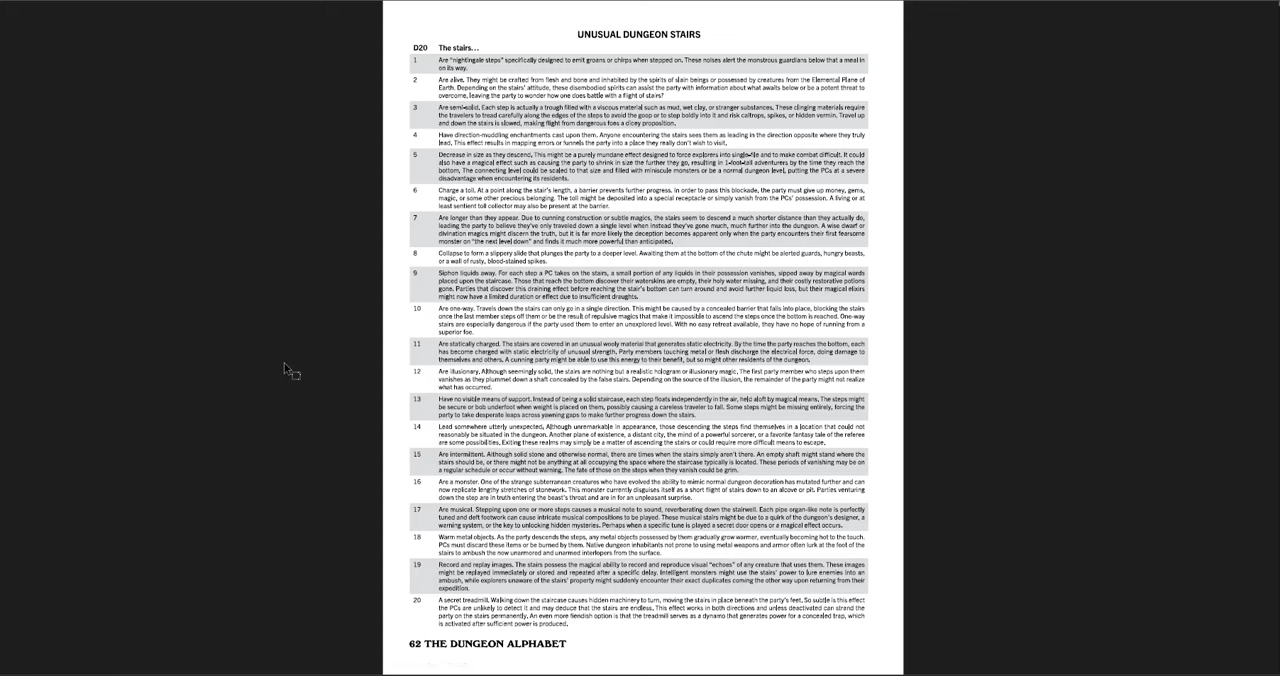 UNUSUAL DUNGEON STAIRS
D20 The stairs…
1 Are “nightingale steps” specifically designed to emit groans or chirps when stepped on. These noises alert the monstrous guardians below that a meal in
on its way.
2 Are alive. They might be crafted from flesh and bone and inhabited by the spirits of slain beings or possessed by creatures from the Elemental Plane of
Earth. Depending on the stairs’ attitude, these disembodied spirits can assist the party with information about what awaits below or be a potent threat to
overcome, leaving the party to wonder how one does battle with a flight of stairs?
3 Are semi-solid. Each step is actually a trough filled with a viscous material such as mud, wet clay, or stranger substances. These clinging materials require
the travelers to tread carefully along the edges of steps to avoid the goop or to step boldly into it and risk caltrops, spikes, or hidden vermin. Travel up
and down the stairs is slowed, making flight from dangerous foes a dicey proposition.
4 Have direction-muddling enchantments cast upon them. Anyone encountering the stairs sees them as leading in the direction opposite where they truly
lead. This effect results in mapping errors or funnels the party into a place they really don’t wish to visit.
5 Decrease in size as they descend. This might be a purely mundane effect designed to force explorers into single-file and to make combat difficult. It could
also have a magical effect such as causing the party to shrink in size the further they go, resulting in 1-foot-tall adventurers by the time they reach the
bottom. The connecting level could be scaled to that size and filled with miniscule monsters or be a normal dungeon level, putting the PCs at a severe
disadvantage when encountering its residents.
6 Charge a toll. At a point along the stair’s length, a barrier prevents further progress. In order to pass this blockade, the party must give up money, gems,
magic, or some other precious belonging. The toll might be deposited into a special receptacle or simply vanish from the PCs’ possession. A living or at
least sentient toll collector may also be present at the barrier.
7 Are longer than they appear. Due to cunning construction or subtle magics, the stairs seem to descend a much shorter distance than they actually do,
leading the party to believe they’ve only traveled down a single level when instead they’ve gone much, much further into the dungeon. A wise dwarf or
divination magics might discern the truth, but it is far more likely the deception becomes apparent only when the party encounters their first fearsome
monster on “the next level down” and finds it much more powerful than anticipated.
8 Collapse to form a slippery slide that plunges the party to a deeper level. Awaiting them at the bottom of the chute might be alerted guards, hungry beasts,
or a wall of rusty, blood-stained spikes.
9 Siphon liquids away. For each step a PC takes on the stairs, a small portion of any liquids in their possession vanishes, sipped away by magical wards
placed upon the staircase. Those that reach the bottom discover their waterskins are empty, their holy water missing, and their costly restorative potions
gone. Parties that discover this draining effect before reaching the stair’s bottom can turn around and avoid further liquid loss, but their magical elixirs
might now have a limited duration or effect due to insufficient draughts.
10 Are one-way. Travels down the stairs can only go in a single direction. This might be caused by a concealed barrier that falls into place, blocking the stairs
once the last member steps off them or be the result of repulsive magics that make it impossible to ascend the steps once the bottom is reached. One-way
stairs are especially dangerous if the party used them to enter an unexplored level. With no easy retreat available, they have no hope of running from a
superior foe.
11 Are statically charged. The stairs are covered in an unusual wooly material that generates static electricity. By the time the party reaches the bottom, each
has become charged with static electricity of unusual strength. Party members touching metal or flesh discharge the electrical force, doing damage to
themselves and others. A cunning party might be able to use this energy to their benefit, but so might other residents of the dungeon.
12 Are illusionary. Although seemingly solid, the stairs are nothing but a realistic hologram or illusionary magic. The first party member who steps upon them
vanishes as they plummet down a shaft concealed by the false stairs. Depending on the source of the illusion, the remainder of the party might not realize
what has occurred.
13 Have no visible means of support. Instead of being a solid staircase, each step floats independently in the air, held aloft by magical means. The steps might
be secure or bob underfoot when weight is placed on them, possibly causing a careless traveler to fall. Some steps might be missing entirely, forcing the
party to take desperate leaps across yawning gaps to make further progress down the stairs.
14 Lead somewhere utterly unexpected. Although unremarkable in appearance, those descending the steps find themselves in a location that could not
reasonably be situated in the dungeon. Another plane of existence, a distant city, the mind of a powerful sorcerer, or a favorite fantasy tale of the referee
are some possibilities. Exiting these realms may simply be a matter of ascending the stairs or could require more difficult means to escape.
15 Are intermittent. Although solid stone and otherwise normal, there are times when the stairs simply aren’t there. An empty shaft might stand where the
stairs should be, or there might not be anything at all occupying the space where the staircase typically is located. These periods of vanishing may be on
a regular schedule or occur without warning. The fate of those on the steps when they vanish could be grim.
16 Are a monster. One of the strange subterranean creatures who have evolved the ability to mimic normal dungeon decoration has mutated further and can
now replicate lengthy stretches of stonework. This monster currently disguises itself as a short flight of stairs down to an alcove or pit. Parties venturing
down the step are in truth entering the beast’s throat and are in for an unpleasant surprise.
17 Are musical. Stepping upon one or more steps causes a musical note to sound, reverberating down the stairwell. Each pipe organ-like note is perfectly
tuned and deft footwork can cause intricate musical compositions to be played. These musical stairs might be due to a quirk of the dungeon’s designer, a
warning system, or the key to unlocking hidden mysteries. Perhaps when a specific tune is played a secret door opens or a magical effect occurs.
18 Warm metal objects. As the party descends the steps, any metal objects possessed by them gradually grow warmer, eventually becoming hot to the touch.
PCs must discard these items or be burned by them. Native dungeon inhabitants not prone to using metal weapons and armor often lurk at the foot of the
stairs to ambush the now unarmored and unarmed interlopers from the surface.
19 Record and replay images. The stairs possess the magical ability to record and reproduce visual “echoes” of any creature that uses them. These images
might be replayed immediately or stored and repeated after a specific delay. Intelligent monsters might use the stairs’ power to lure enemies into an
ambush, while explorers unaware of the stairs’ property might suddenly encounter their exact duplicates coming the other way upon returning from their
expedition.
20 A secret treadmill. Walking down the staircase causes hidden machinery to turn, moving the stairs in place beneath the party’s feet. So subtle is this effect
the PCs are unlikely to detect it and may deduce that the stairs are endless. This effect works in both directions and unless deactivated can strand the
party on the stairs permanently. An even more fiendish option is that the treadmill serves as a dynamo that generates power for a concealed trap, which
is activated after sufficient power is produced.
62 THE DUNGEON ALPHABET